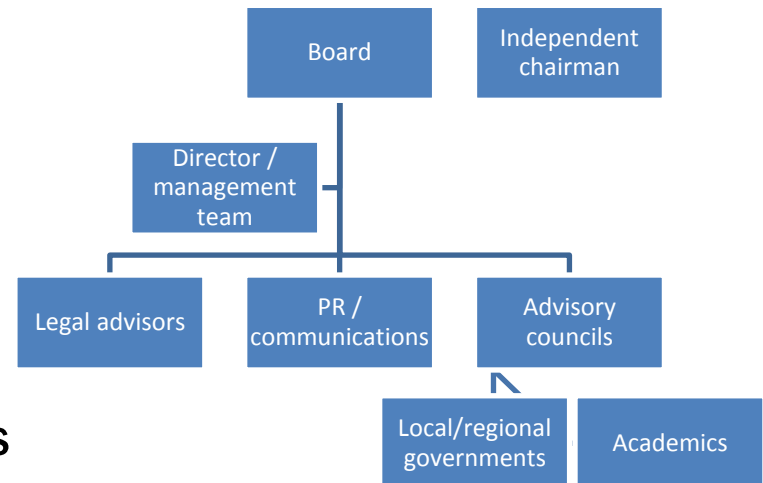 Board
Independent
chairman
Director /
management
team
Legal advisors
PR /
communications
Advisory
councils
s
Local/regional
governments
Academics